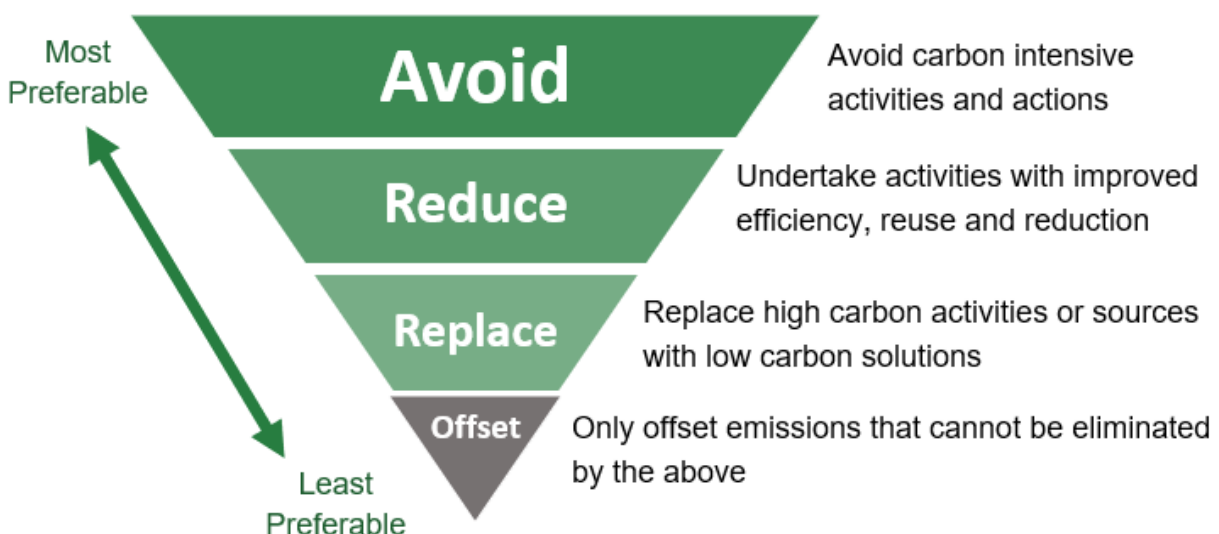 Most
Preferable
Avoid
Avoid carbon intensive
activities and actions
Reduce
Undertake activities with improved
efficiency, reuse and reduction
Replace
Replace high carbon activities or sources
with low carbon solutions
Offset
Only offset emissions that cannot be eliminated
by the above
Least
Preferable